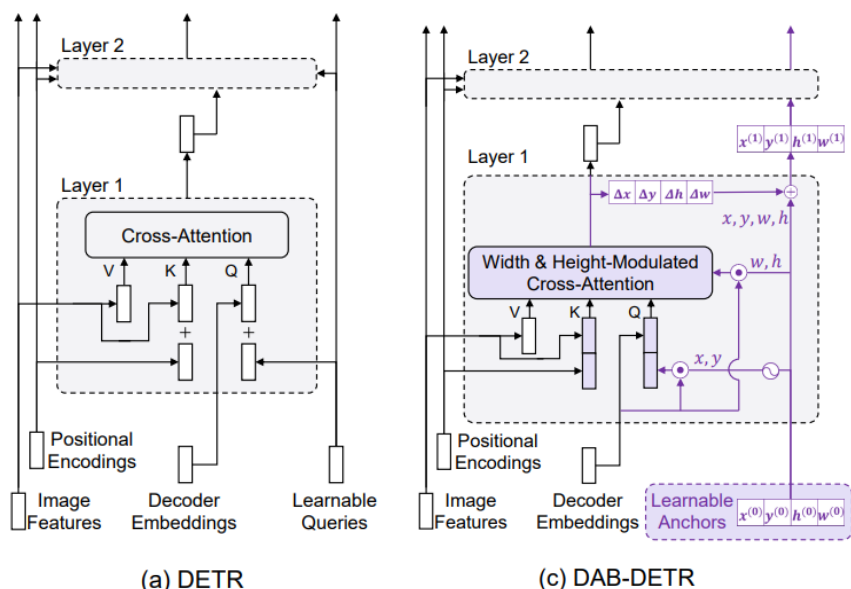 Layer 2
Layer 1
Cross-Attention
V K Q
+ +
Positional
Encodings
Image
Features
Decoder
Embeddings
Learnable
Queries
(a) DETR
Layer 2
x⁽¹⁾ y⁽¹⁾ h⁽¹⁾ w⁽¹⁾
Layer 1
Δx Δy Δh Δw
+
x, y, w, h
Width & Height-Modulated
Cross-Attention
w, h
V K Q
x, y
Positional
Encodings
Image
Features
Decoder
Embeddings
Learnable
Anchors
x⁽⁰⁾ y⁽⁰⁾ h⁽⁰⁾ w⁽⁰⁾
(c) DAB-DETR